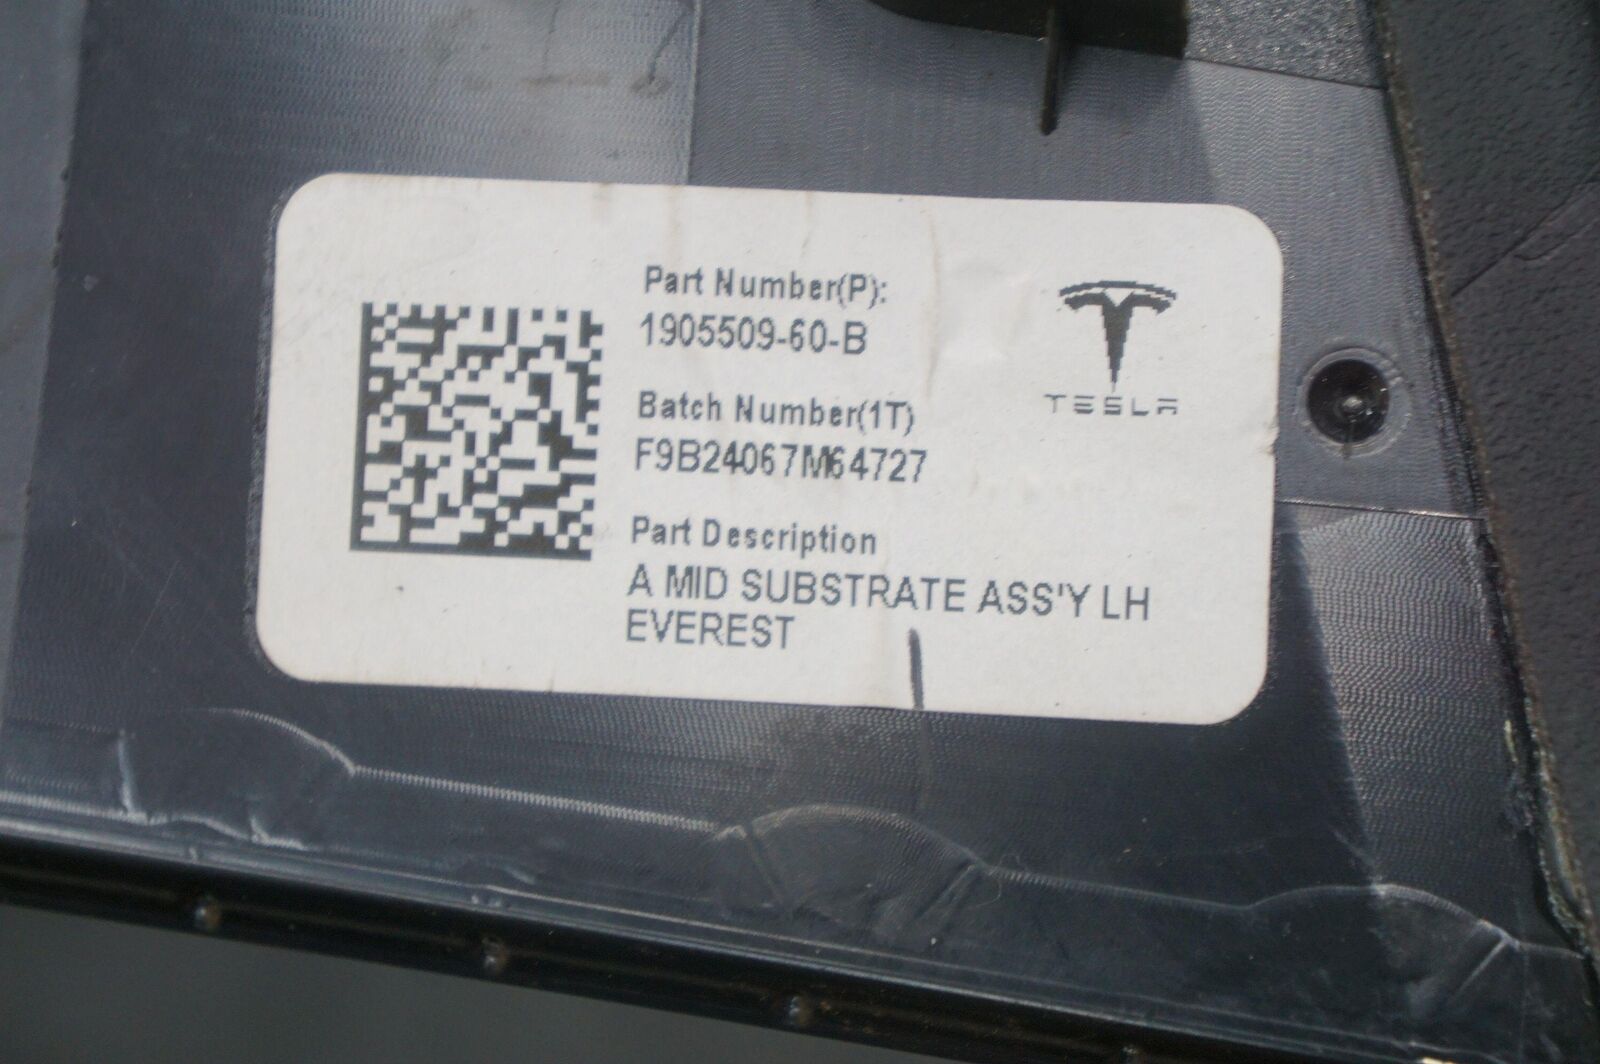 Part Number(P):
1905509-60-B
TESLA
Batch Number(1T)
F9B24067M64727
Part Description
A MID SUBSTRATE ASS'Y LH
EVEREST